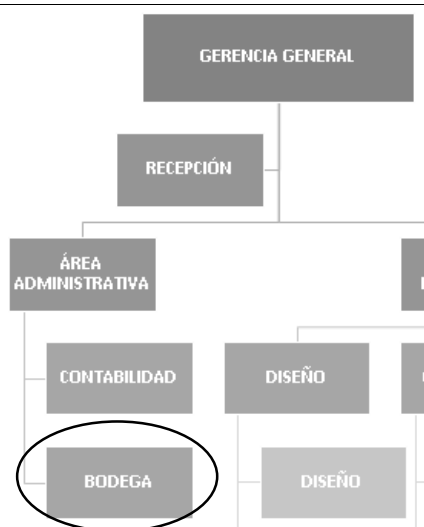 GERENCIA GENERAL
RECEPCIÓN
ÁREA
ADMINISTRATIVA
CONTABILIDAD
DISEÑO
BODEGA
DISEÑO